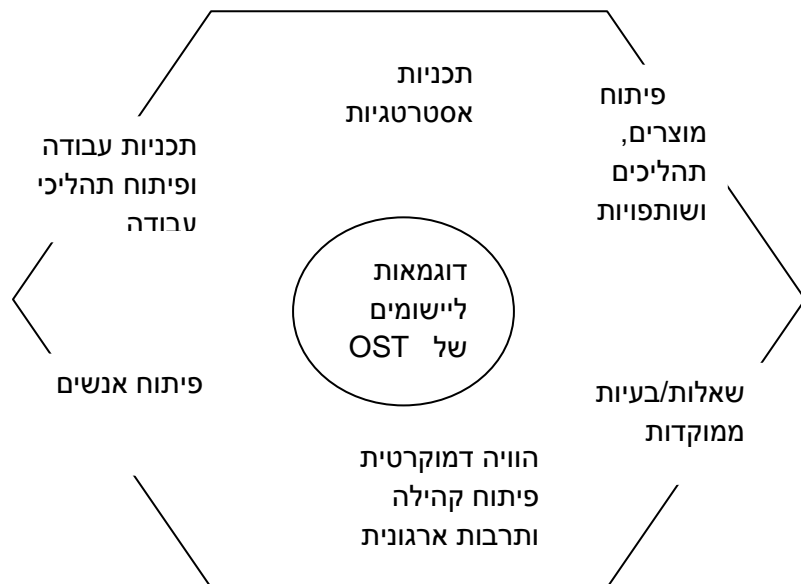 תכניות
אסטרטגיות
פיתוח
מוצרים,
תהליכים
ושותפויות
תכניות עבודה
ופיתוח תהליכי
עבודה
דוגמאות
ליישומים
של OST
שאלות/בעיות
ממוקדות
הוויה דמוקרטית
פיתוח קהילה
ותרבות ארגונית
פיתוח אנשים